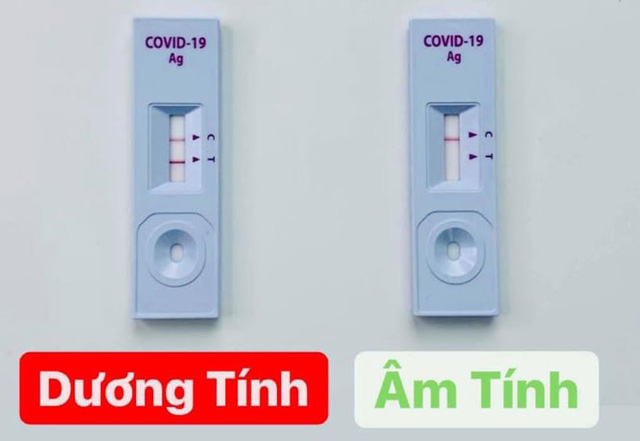 COVID-19
Ag
C
T
COVID-19
Ag
C
T
Dương Tính
Âm Tính